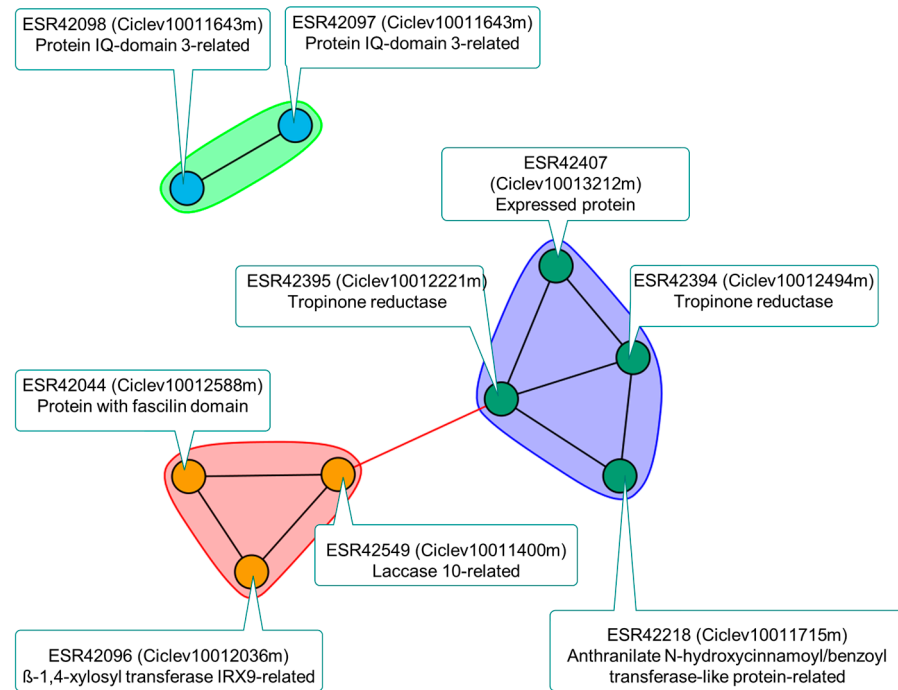 ESR42098 (Ciclev10011643m)
Protein IQ-domain 3-related
ESR42097 (Ciclev10011643m)
Protein IQ-domain 3-related
ESR42407
(Ciclev10013212m)
Expressed protein
ESR42395 (Ciclev10012221m)
Tropinone reductase
ESR42394 (Ciclev10012494m)
Tropinone reductase
ESR42044 (Ciclev10012588m)
Protein with fascilin domain
ESR42549 (Ciclev10011400m)
Laccase 10-related
ESR42096 (Ciclev10012036m)
ß-1,4-xylosyl transferase IRX9-related
ESR42218 (Ciclev10011715m)
Anthranilate N-hydroxycinnamoyl/benzoyl
transferase-like protein-related